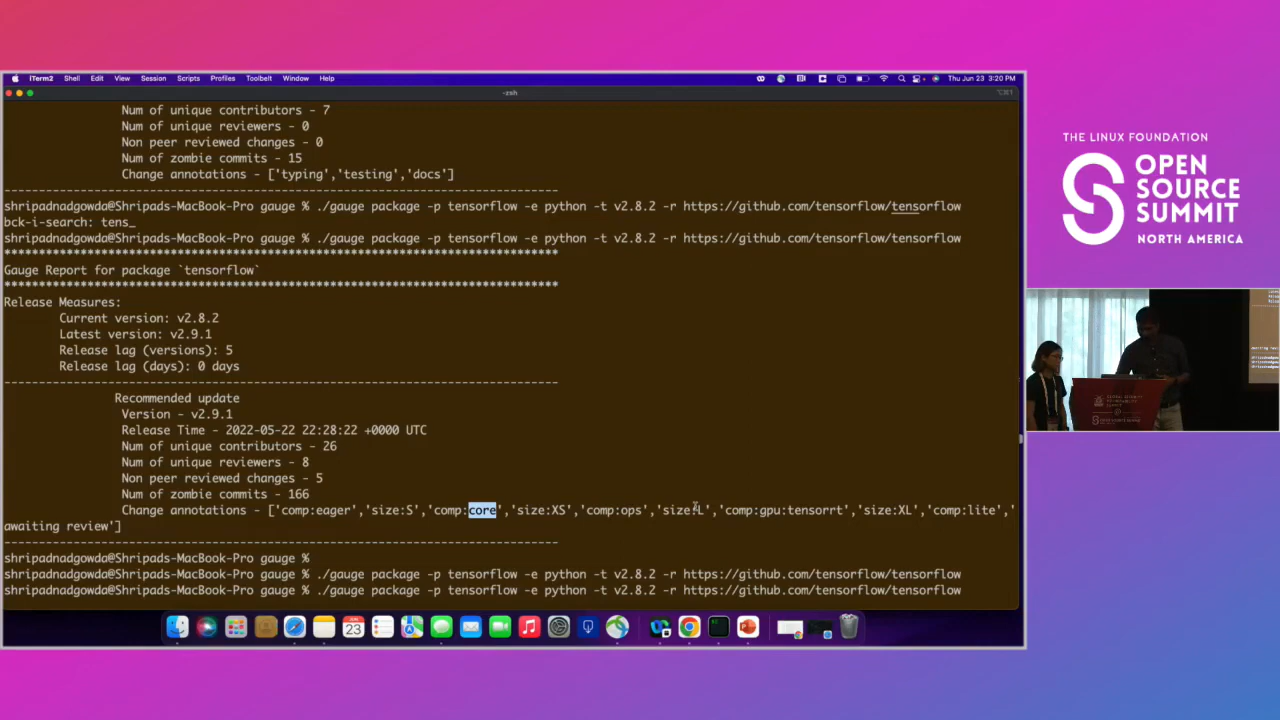 iTerm2 Shell Edit View Session Scripts Profiles Toolbelt Window Help Thu Jun 23 3:20 PM
-zsh
Num of unique contributors - 7
Num of unique reviewers - 0
Non peer reviewed changes - 0
Num of zombie commits - 15
Change annotations - ['typing','testing','docs']
--------------------------------------------------------------------------------
shripadnadgowda@Shripads-MacBook-Pro gauge % ./gauge package -p tensorflow -e python -t v2.8.2 -r https://github.com/tensorflow/tensorflow
bck-i-search: tens_
shripadnadgowda@Shripads-MacBook-Pro gauge % ./gauge package -p tensorflow -e python -t v2.8.2 -r https://github.com/tensorflow/tensorflow
********************************************************************************
Gauge Report for package `tensorflow`
********************************************************************************
Release Measures:
Current version: v2.8.2
Latest version: v2.9.1
Release lag (versions): 5
Release lag (days): 0 days
--------------------------------------------------------------------------------
Recommended update
Version - v2.9.1
Release Time - 2022-05-22 22:28:22 +0000 UTC
Num of unique contributors - 26
Num of unique reviewers - 8
Non peer reviewed changes - 5
Num of zombie commits - 166
Change annotations - ['comp:eager','size:S','comp:core','size:XS','comp:ops','size:L','comp:gpu:tensorrt','size:XL','comp:lite','
awaiting review']
--------------------------------------------------------------------------------
shripadnadgowda@Shripads-MacBook-Pro gauge %
shripadnadgowda@Shripads-MacBook-Pro gauge % ./gauge package -p tensorflow -e python -t v2.8.2 -r https://github.com/tensorflow/tensorflow
shripadnadgowda@Shripads-MacBook-Pro gauge % ./gauge package -p tensorflow -e python -t v2.8.2 -r https://github.com/tensorflow/tensorflow
THE LINUX FOUNDATION
OPEN
SOURCE
SUMMIT
NORTH AMERICA